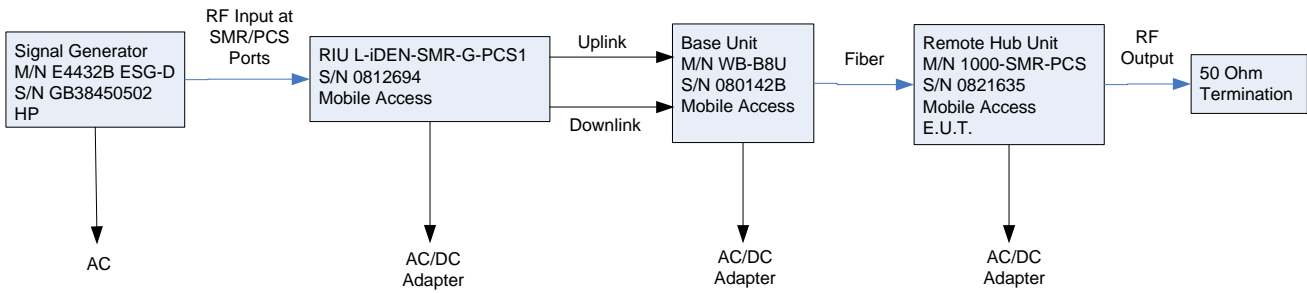 RF Input at
SMR/PCS
Ports
Signal Generator
M/N E4432B ESG-D
S/N GB38450502
HP
RIU L-iDEN-SMR-G-PCS1
S/N 0812694
Mobile Access
Uplink
Downlink
Base Unit
M/N WB-B8U
S/N 080142B
Mobile Access
Fiber
Remote Hub Unit
M/N 1000-SMR-PCS
S/N 0821635
Mobile Access
E.U.T.
RF
Output
50 Ohm
Termination
AC
AC/DC
Adapter
AC/DC
Adapter
AC/DC
Adapter